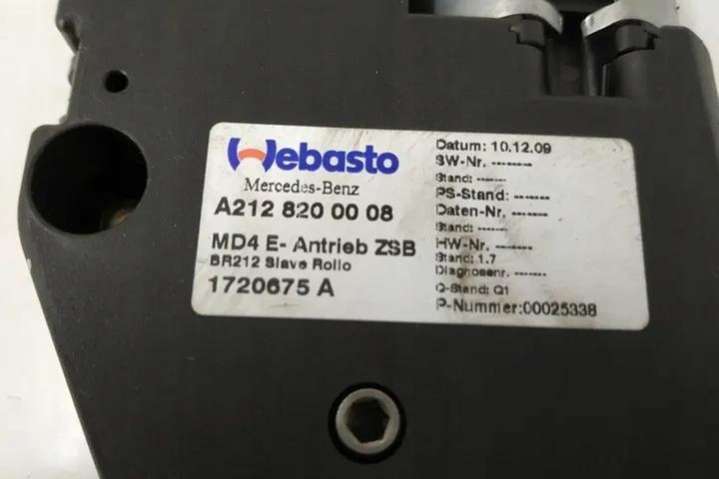 Webasto
Mercedes-Benz
A212 820 00 08
MD4 E- Antrieb ZSB
BR212 Slave Rollo
1720675 A
Datum: 10.12.09
SW-Nr. -------
Stand: ------
PS-Stand: ------
Daten-Nr. ------
Stand: ------
HW-Nr. ------
Stand: 1.7
Diagnosenr. ------
Q-Stand: Q1
P-Nummer:00025338